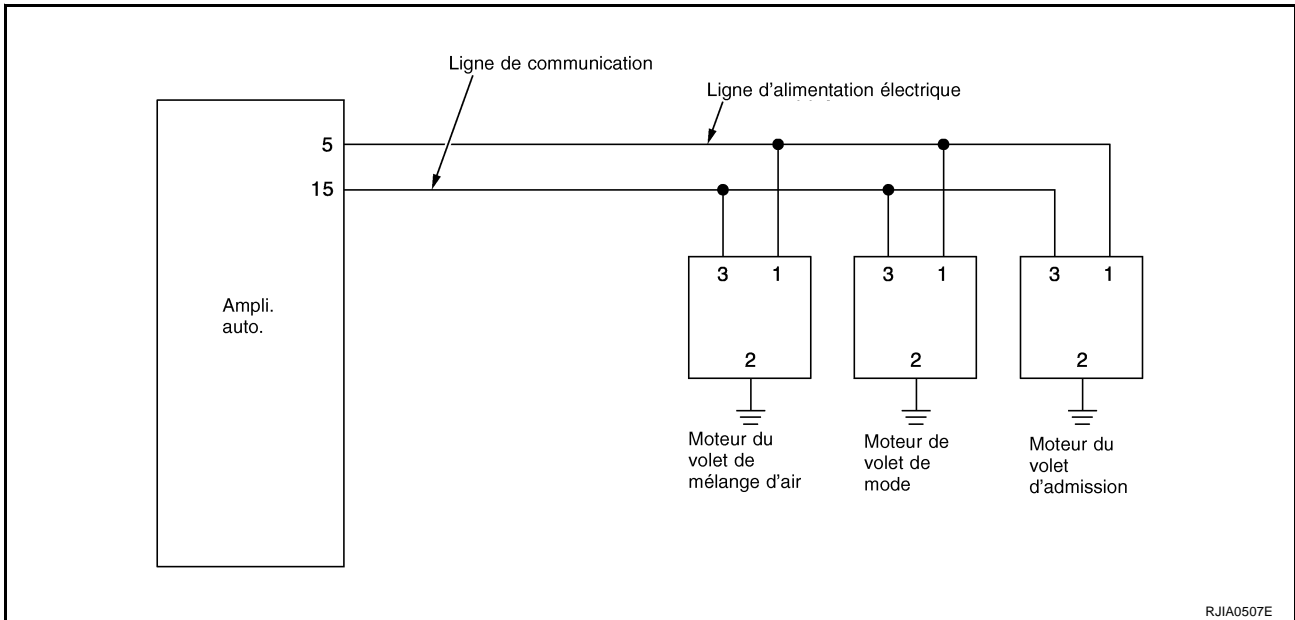 Ligne de communication
Ligne d'alimentation électrique
5
15
3 1
3 1
3 1
Ampli.
auto.
2
2
2
Moteur du
volet de
mélange d'air
Moteur de
volet de
mode
Moteur du
volet
d'admission
RJIA0507E